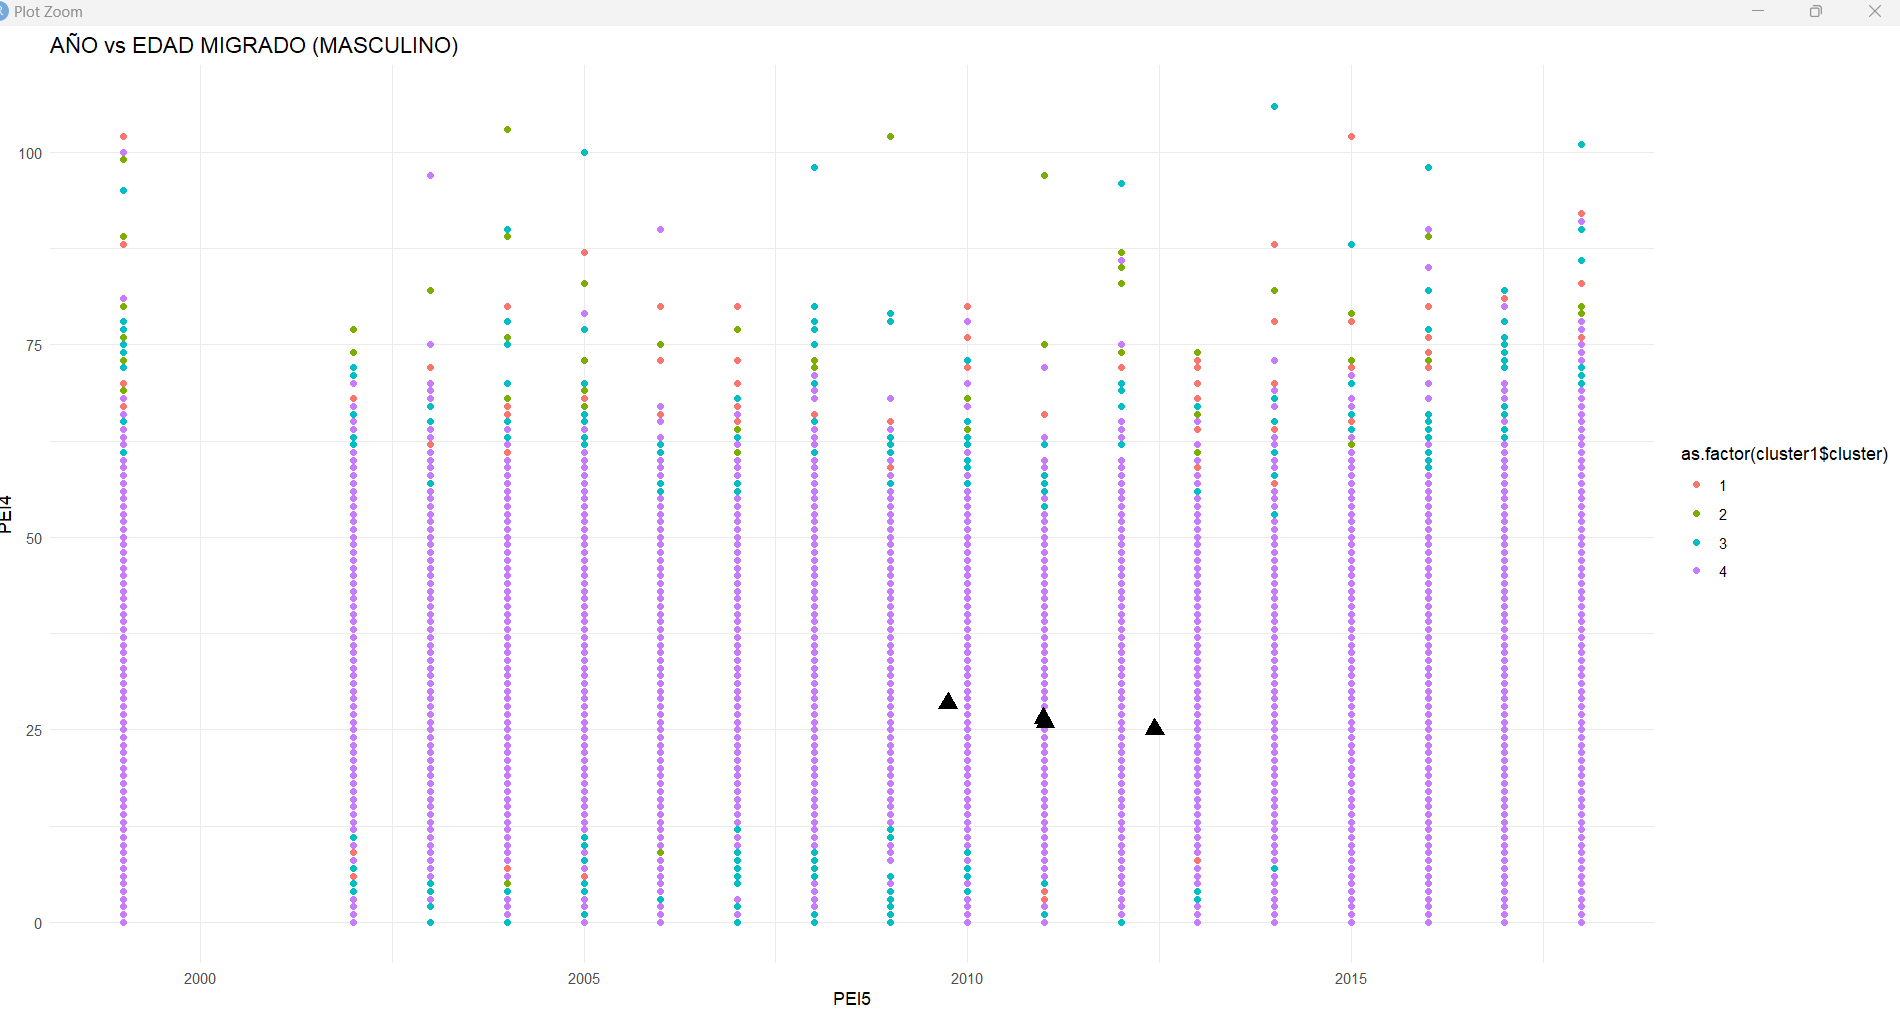 Plot Zoom
AÑO vs EDAD MIGRADO (MASCULINO)
100
75
50
25
0
PEI4
2000
2005
2010
2015
PEI5
as.factor(cluster1$cluster)
1
2
3
4